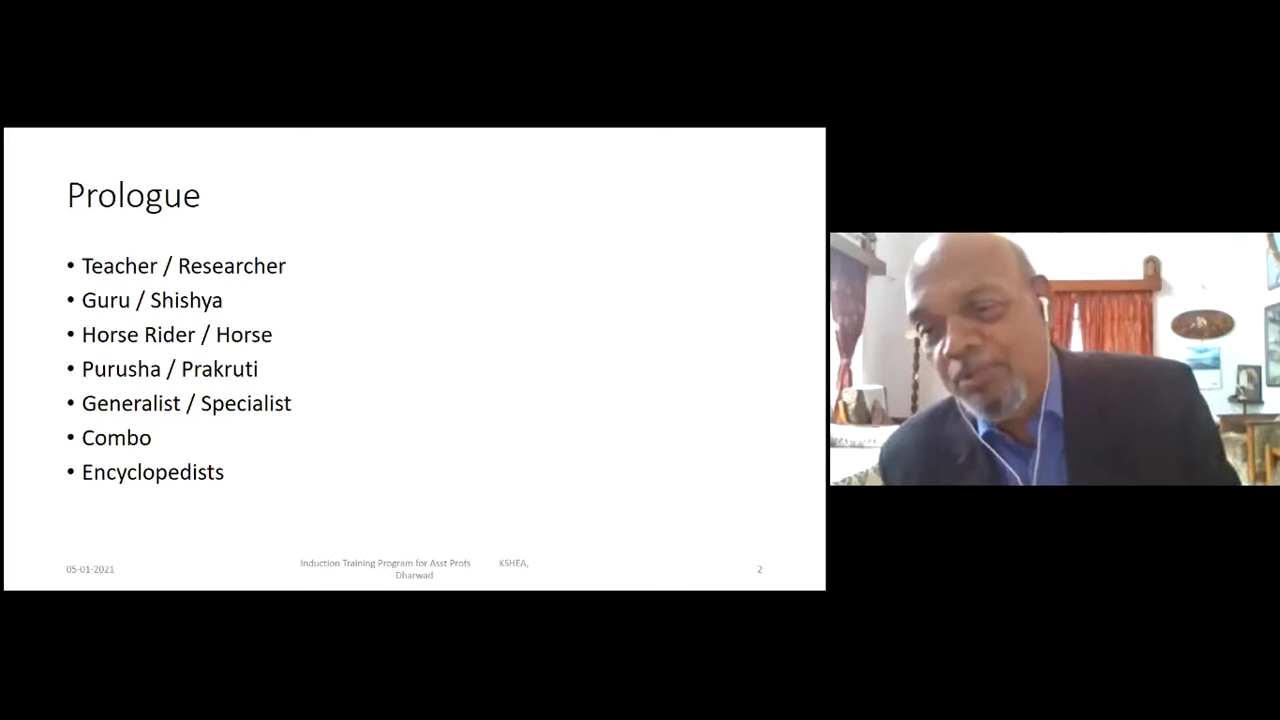 Prologue
• Teacher / Researcher
• Guru / Shishya
• Horse Rider / Horse
• Purusha / Prakruti
• Generalist / Specialist
• Combo
• Encyclopedists
05-01-2021
Induction Training Program for Asst Profs KSHEA,
Dharwad
2